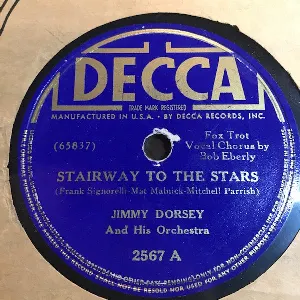 DECCA
TRADE MARK REGISTERED
MANUFACTURED IN U.S.A. - BY DECCA RECORDS, INC.
(65837)
Fox Trot
Vocal Chorus by
Bob Eberly
STAIRWAY TO THE STARS
(Frank Signorelli-Mat Malnick-Mitchell Parrish)
JIMMY DORSEY
And His Orchestra
2567 A